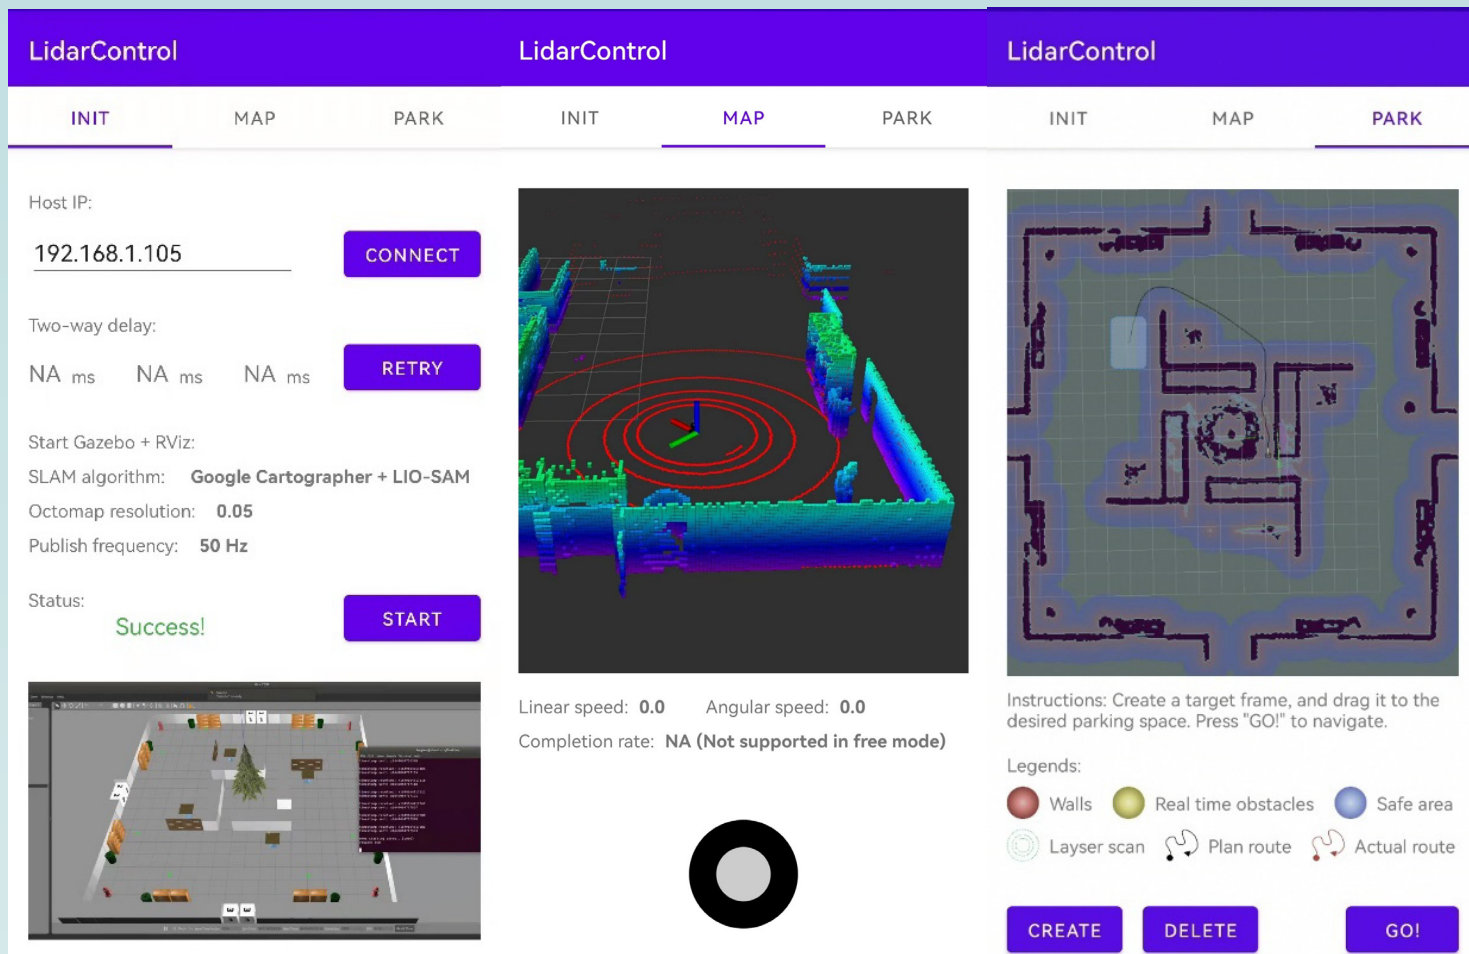 LidarControl
INIT MAP PARK
Host IP:
192.168.1.105 CONNECT
Two-way delay:
NA ms NA ms NA ms RETRY
Start Gazebo + RViz:
SLAM algorithm: Google Cartographer + LIO-SAM
Octomap resolution: 0.05
Publish frequency: 50 Hz
Status:
Success! START
LidarControl
INIT MAP PARK
Linear speed: 0.0 Angular speed: 0.0
Completion rate: NA (Not supported in free mode)
LidarControl
INIT MAP PARK
Instructions: Create a target frame, and drag it to the
desired parking space. Press "GO!" to navigate.
Legends:
Walls Real time obstacles Safe area
Layser scan Plan route Actual route
CREATE DELETE GO!